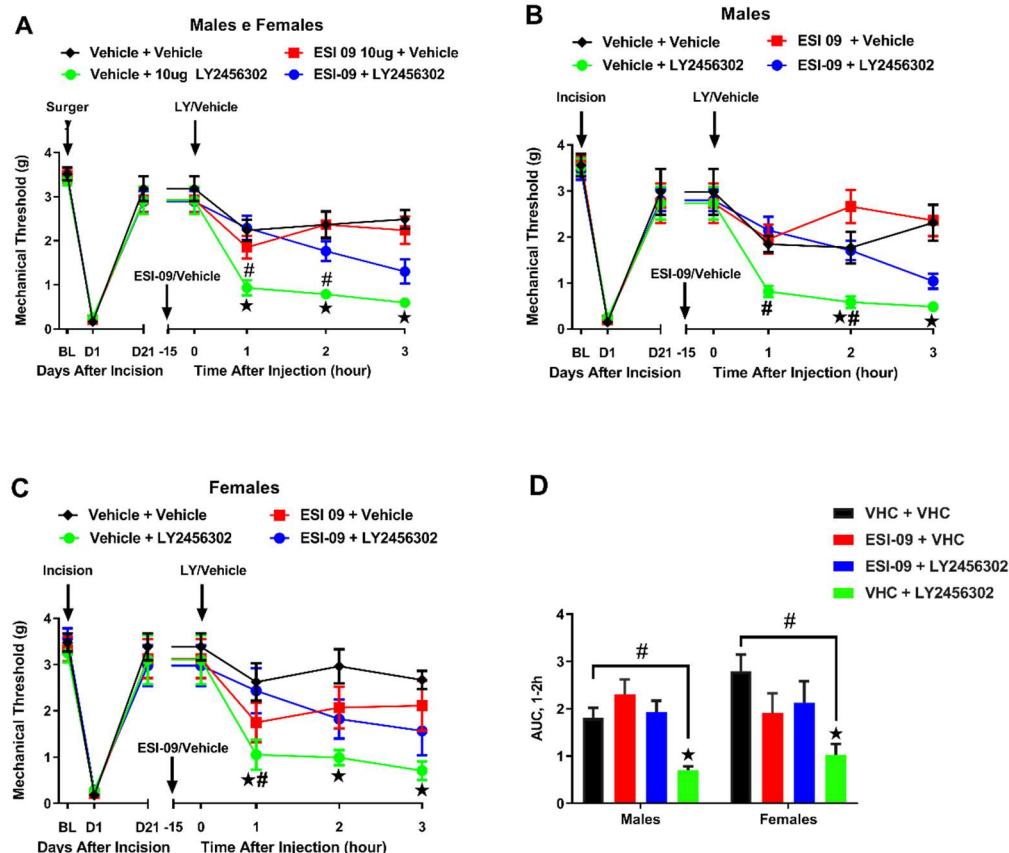 A
Males e Females
Vehicle + Vehicle
ESI 09 10ug + Vehicle
Vehicle + 10ug LY2456302
ESI-09 + LY2456302
Surger
LY/Vehicle
Mechanical Threshold (g)
4
3
2
1
0
ESI-09/Vehicle
#
#
★
★
★
BL D1 D21 -15 0 1 2 3
Days After Incision
Time After Injection (hour)
B
Males
Vehicle + Vehicle
ESI 09 + Vehicle
Vehicle + LY2456302
ESI-09 + LY2456302
Incision
LY/Vehicle
Mechanical Threshold (g)
4
3
2
1
0
ESI-09/Vehicle
#
★#
★
BL D1 D21 -15 0 1 2 3
Days After Incision
Time After Injection (hour)
C
Females
Vehicle + Vehicle
ESI 09 + Vehicle
Vehicle + LY2456302
ESI-09 + LY2456302
Incision
LY/Vehicle
Mechanical Threshold (g)
4
3
2
1
0
ESI-09/Vehicle
★#
★
★
BL D1 D21 -15 0 1 2 3
Days After Incision
Time After Injection (hour)
D
VHC + VHC
ESI-09 + VHC
ESI-09 + LY2456302
VHC + LY2456302
AUC, 1-2h
4
3
2
1
0
#
#
★
★
Males
Females